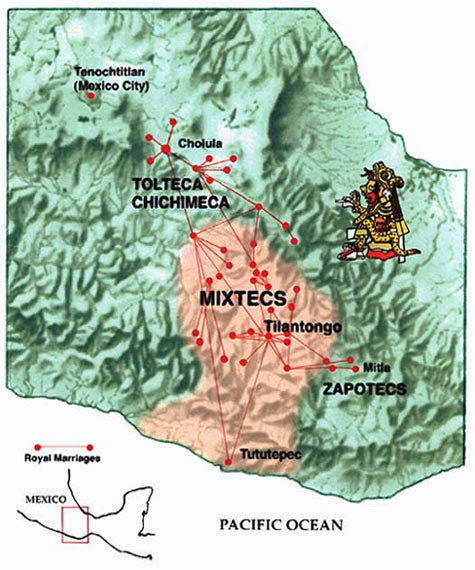 Tenochtitlan
(Mexico City)
Cholula
TOLTECA
CHICHIMECA
MIXTECS
Tilantongo
Mitla
ZAPOTECS
Tututepec
Royal Marriages
MEXICO
PACIFIC OCEAN